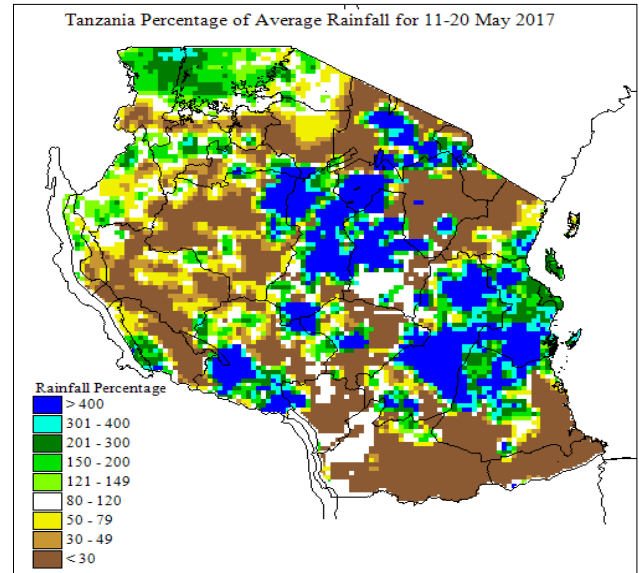 Tanzania Percentage of Average Rainfall for 11-20 May 2017
Rainfall Percentage
> 400
301 - 400
201 - 300
150 - 200
121 - 149
80 - 120
50 - 79
30 - 49
< 30